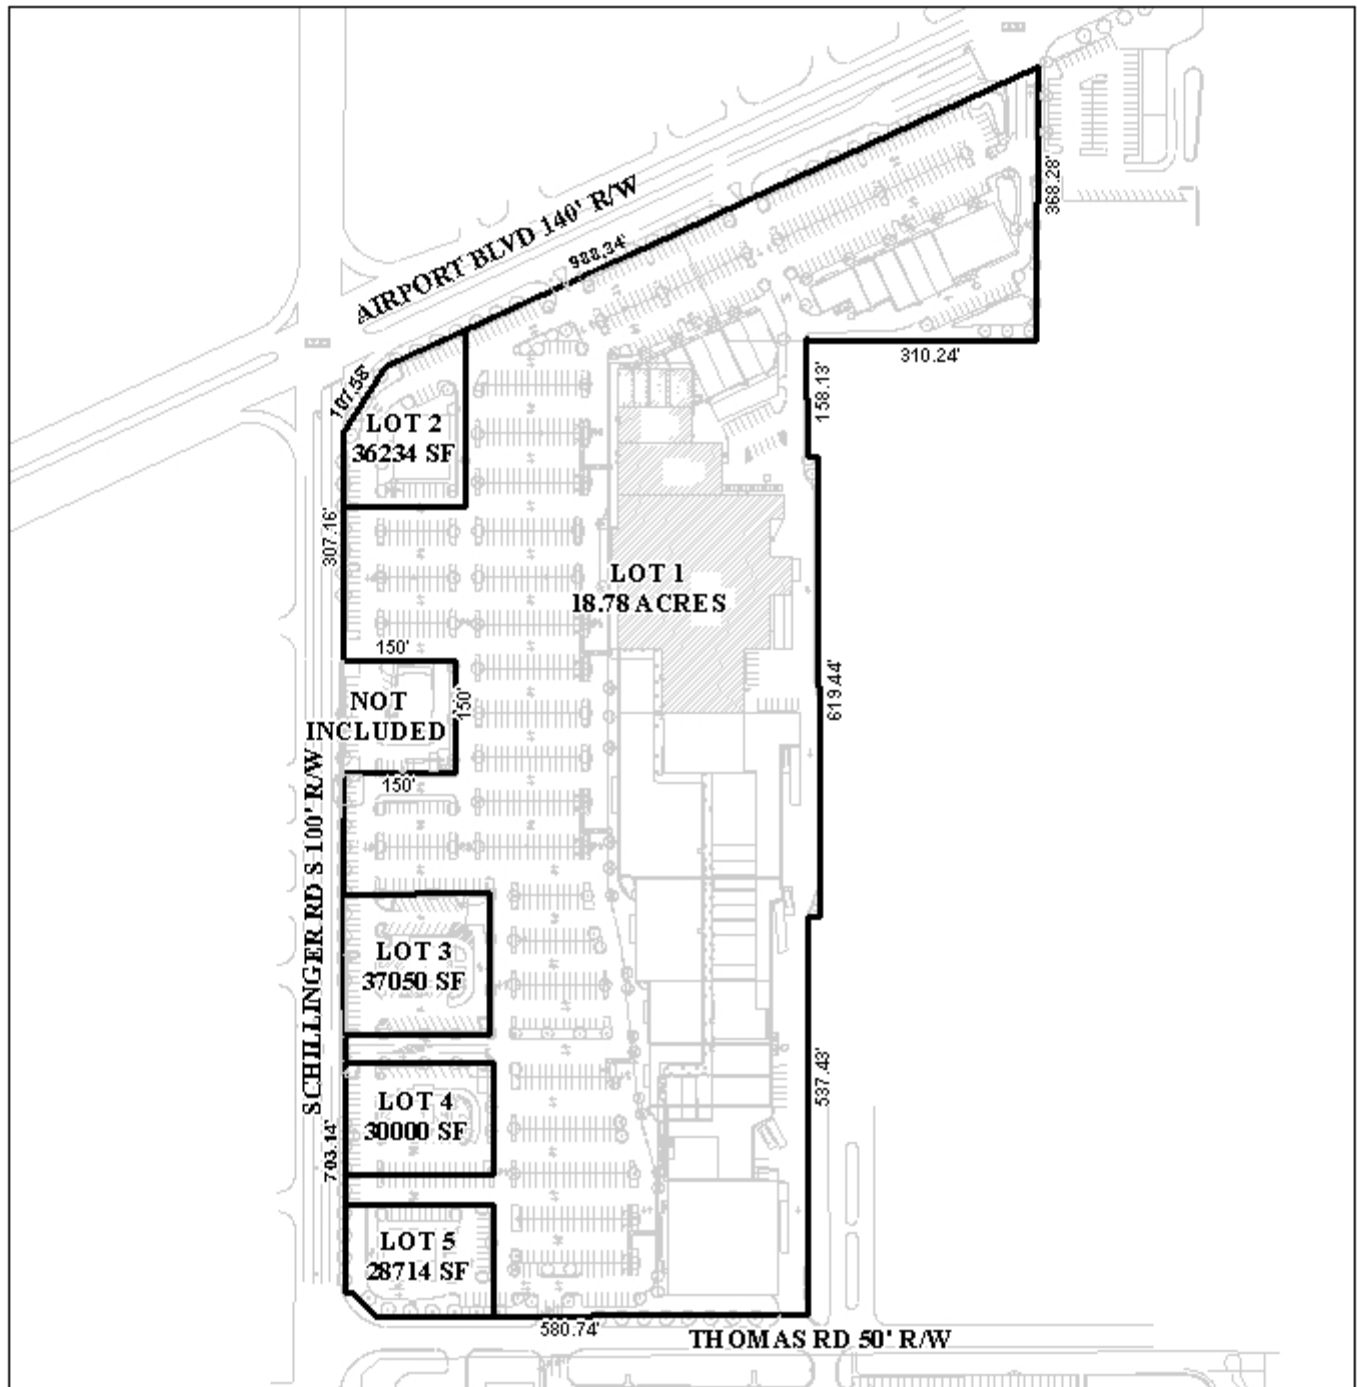 368.28'
AIRPORT BLVD 140' R/W
988.34'
310.24'
107.58'
158.13'
LOT 2
36234 SF
307.16'
LOT 1
18.78 ACRES
150'
NOT
INCLUDED
150'
619.44'
150'
SCHILLINGER RD S 100' R/W
LOT 3
37050 SF
537.43'
LOT 4
30000 SF
703.14'
LOT 5
28714 SF
580.74'
THOMAS RD 50' R/W